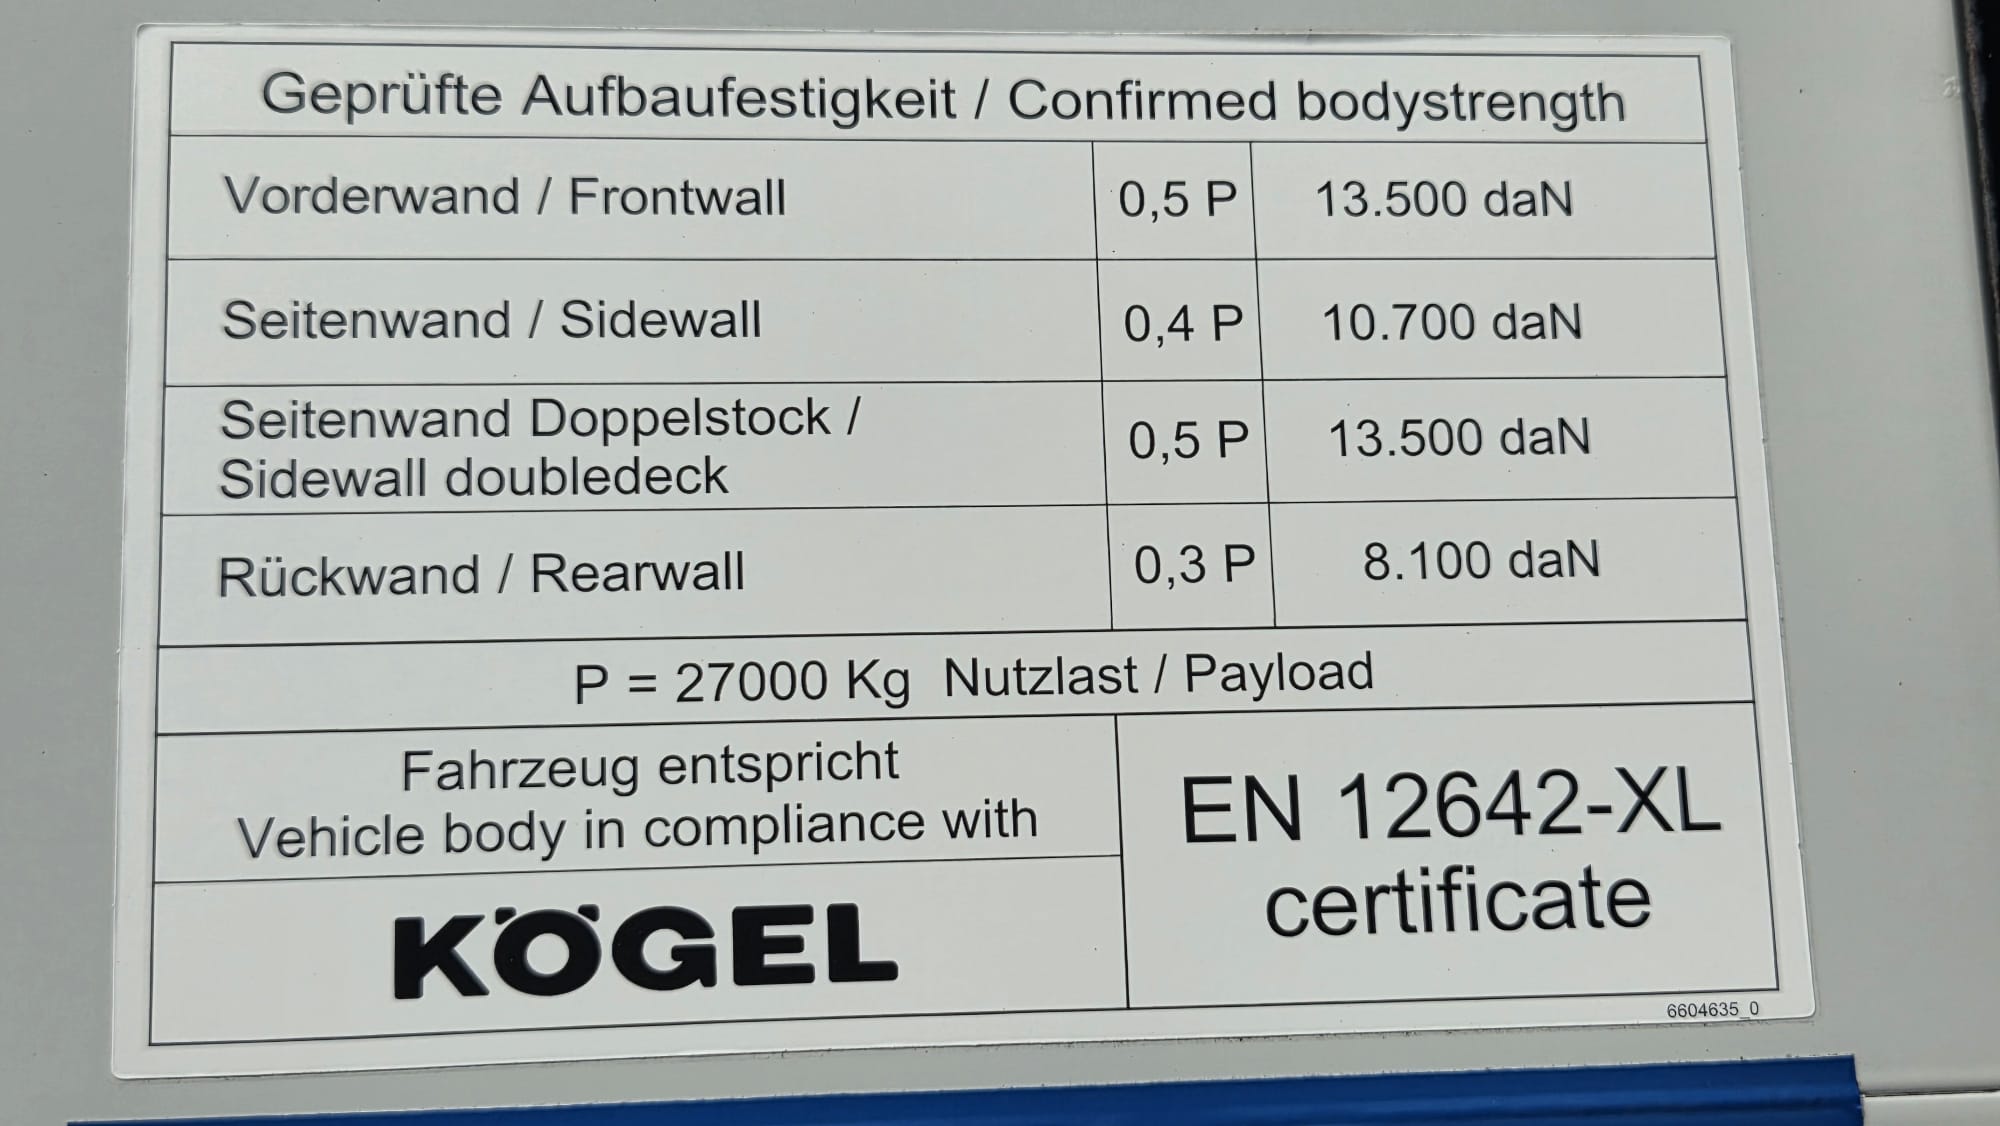 Geprüfte Aufbaufestigkeit / Confirmed bodystrength
Vorderwand / Frontwall 0,5 P 13.500 daN
Seitenwand / Sidewall 0,4 P 10.700 daN
Seitenwand Doppelstock /
Sidewall doubledeck 0,5 P 13.500 daN
Rückwand / Rearwall 0,3 P 8.100 daN
P = 27000 Kg Nutzlast / Payload
Fahrzeug entspricht
Vehicle body in compliance with
KÖGEL
EN 12642-XL
certificate
6604635_0